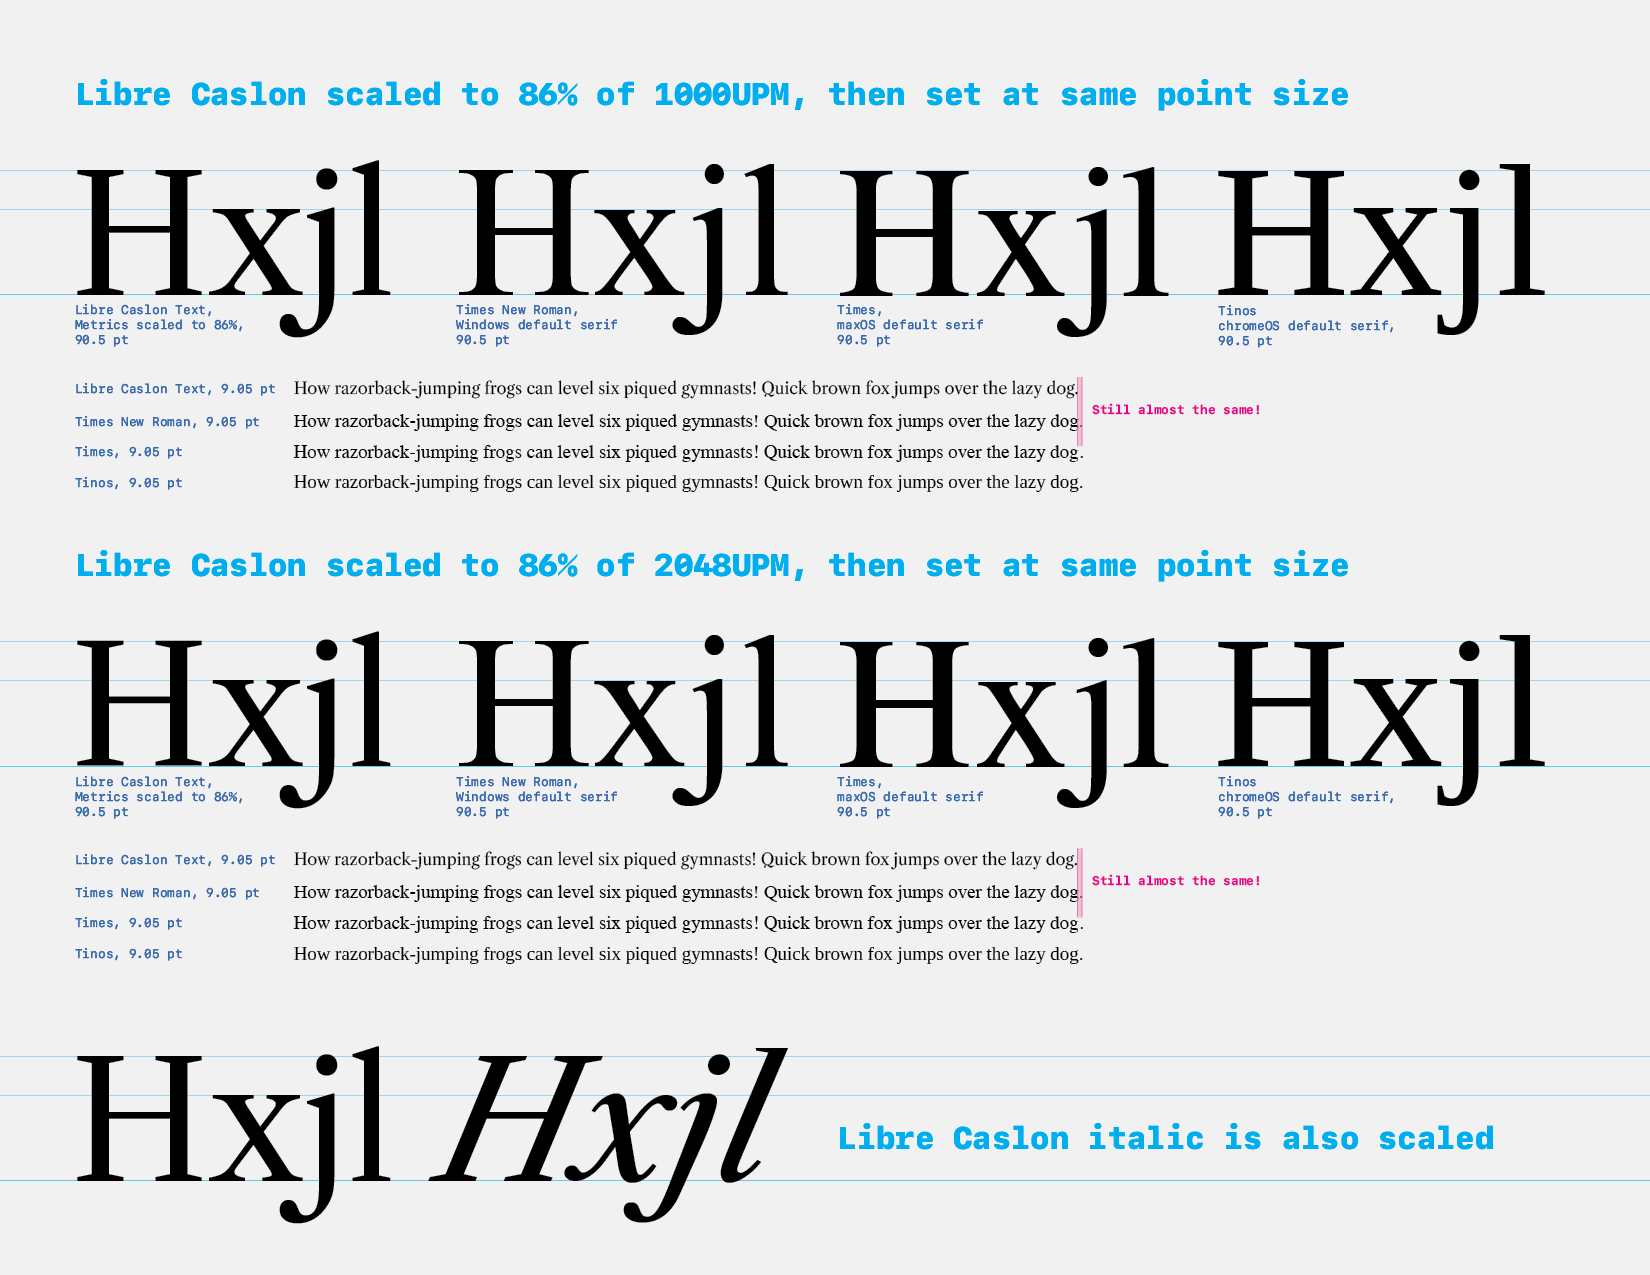 Libre Caslon scaled to 86% of 1000UPM, then set at same point size
Hxjl Hxjl Hxjl Hxjl
Libre Caslon Text,
Metrics scaled to 86%,
90.5 pt
Times New Roman,
Windows default serif
90.5 pt
Times,
maxOS default serif
90.5 pt
Tinos
chromeOS default serif,
90.5 pt
Libre Caslon Text, 9.05 pt How razorback-jumping frogs can level six piqued gymnasts! Quick brown fox jumps over the lazy dog.
Still almost the same!
Times New Roman, 9.05 pt How razorback-jumping frogs can level six piqued gymnasts! Quick brown fox jumps over the lazy dog.
Times, 9.05 pt How razorback-jumping frogs can level six piqued gymnasts! Quick brown fox jumps over the lazy dog.
Tinos, 9.05 pt How razorback-jumping frogs can level six piqued gymnasts! Quick brown fox jumps over the lazy dog.
Libre Caslon scaled to 86% of 2048UPM, then set at same point size
Hxjl Hxjl Hxjl Hxjl
Libre Caslon Text,
Metrics scaled to 86%,
90.5 pt
Times New Roman,
Windows default serif
90.5 pt
Times,
maxOS default serif
90.5 pt
Tinos
chromeOS default serif,
90.5 pt
Libre Caslon Text, 9.05 pt How razorback-jumping frogs can level six piqued gymnasts! Quick brown fox jumps over the lazy dog.
Still almost the same!
Times New Roman, 9.05 pt How razorback-jumping frogs can level six piqued gymnasts! Quick brown fox jumps over the lazy dog.
Times, 9.05 pt How razorback-jumping frogs can level six piqued gymnasts! Quick brown fox jumps over the lazy dog.
Tinos, 9.05 pt How razorback-jumping frogs can level six piqued gymnasts! Quick brown fox jumps over the lazy dog.
Hxjl Hxjl
Libre Caslon italic is also scaled